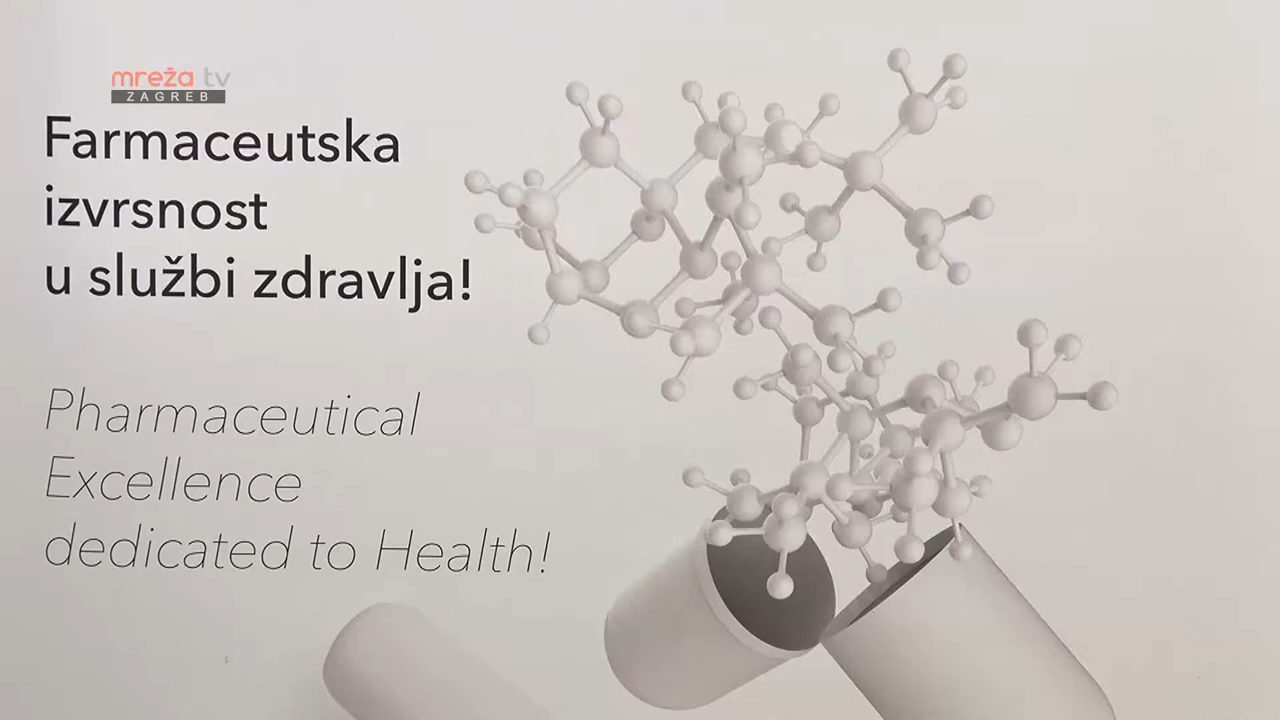 mreža tv
ZAGREB
Farmaceutska
izvrsnost
u službi zdravlja!
Pharmaceutical
Excellence
dedicated to Health!